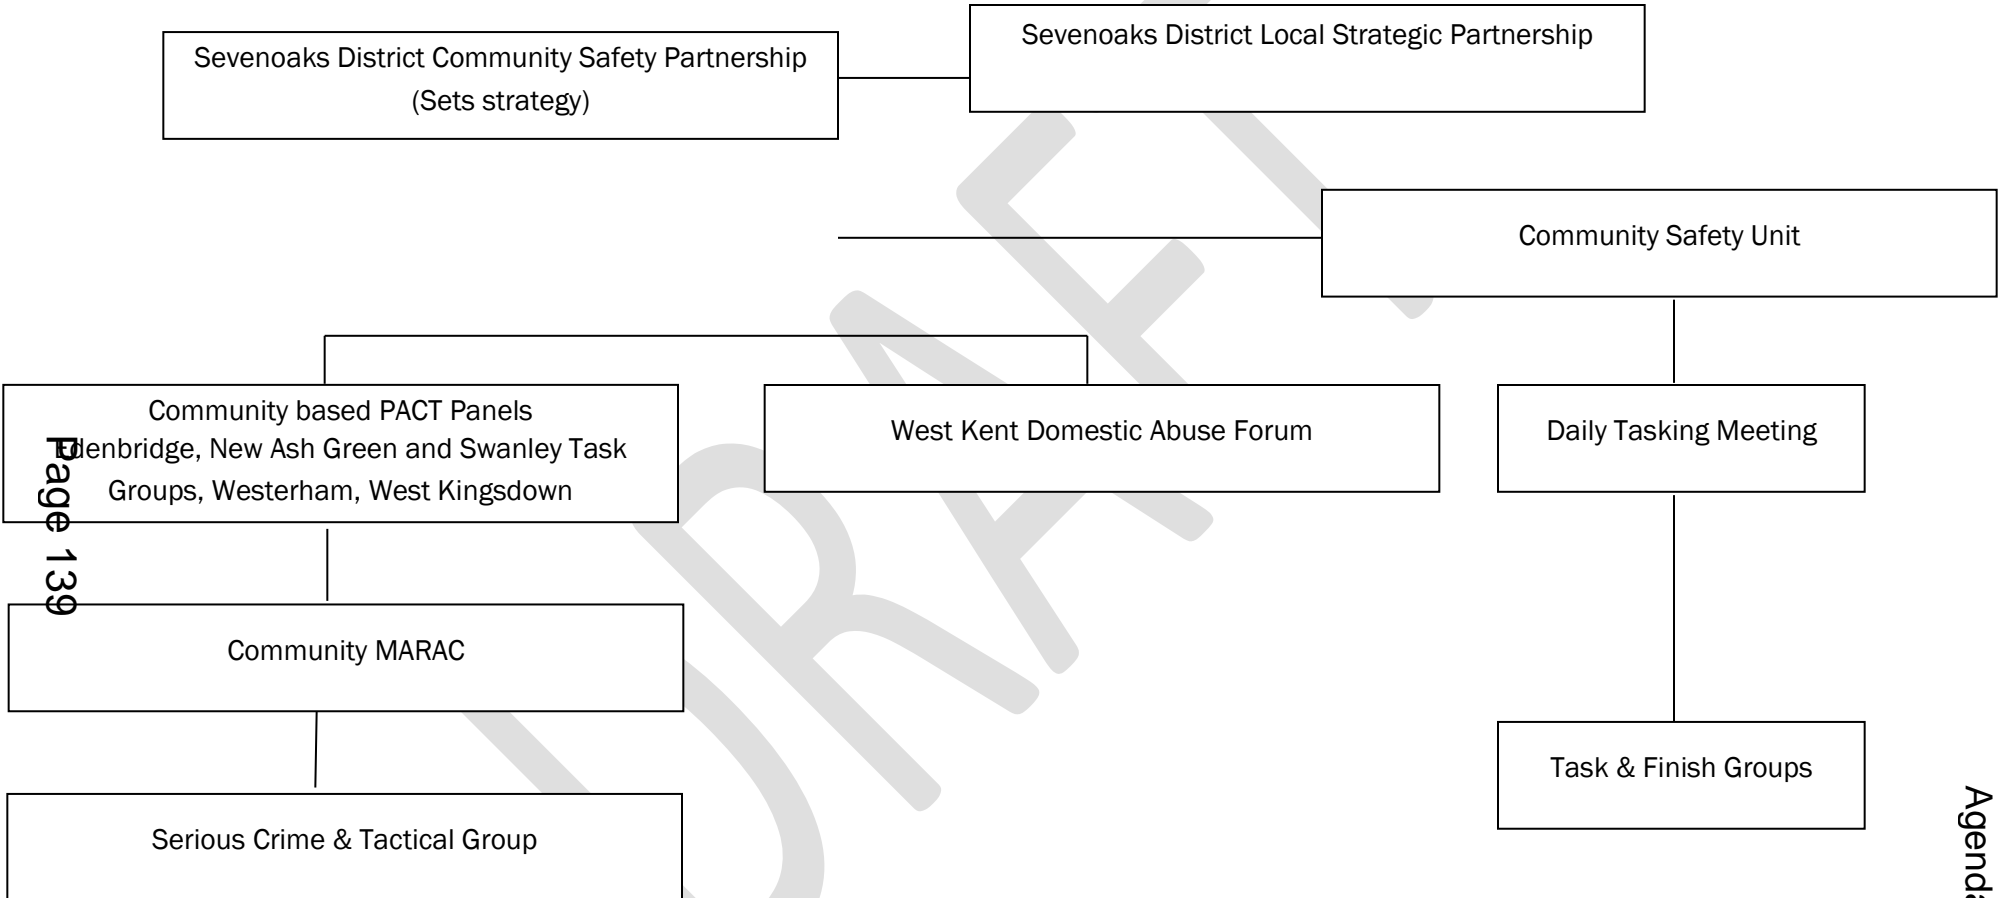 Sevenoaks District Community Safety Partnership
(Sets strategy)
Sevenoaks District Local Strategic Partnership
Community Safety Unit
Community based PACT Panels
Edenbridge, New Ash Green and Swanley Task
Groups, Westerham, West Kingsdown
West Kent Domestic Abuse Forum
Daily Tasking Meeting
Community MARAC
Task & Finish Groups
Serious Crime & Tactical Group
Page 139
Agenda
DRAFT